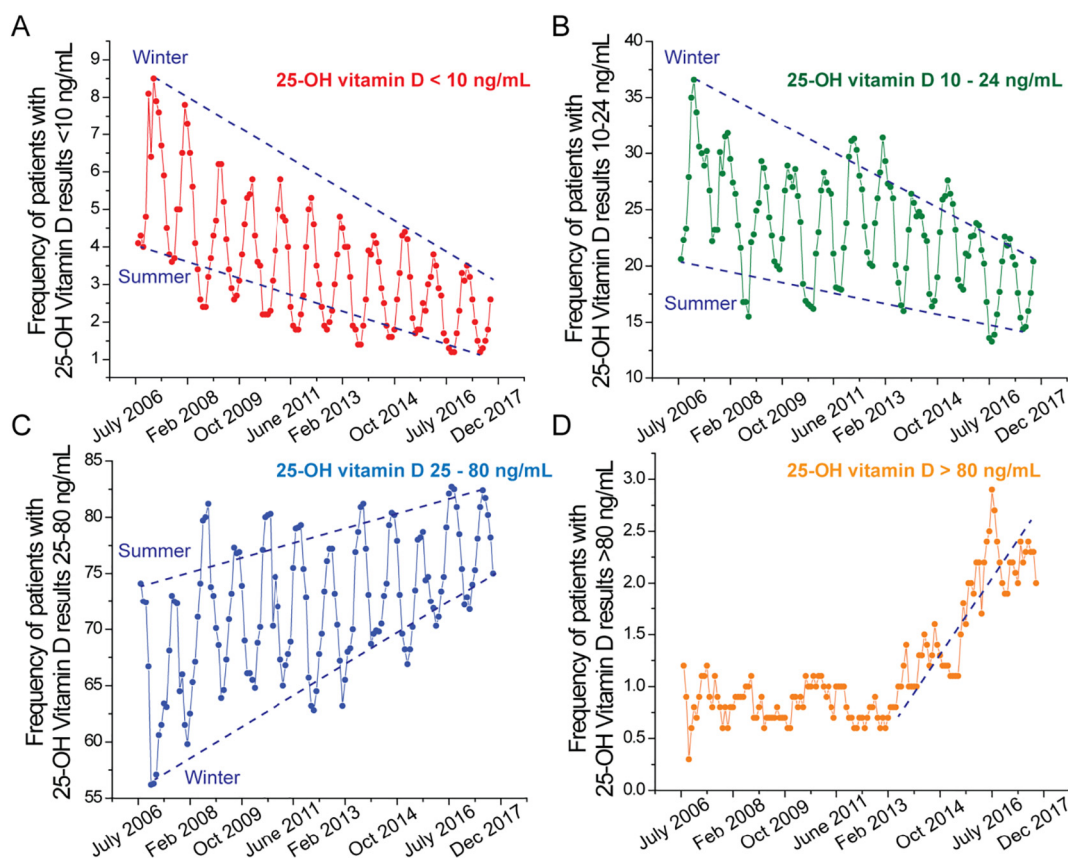 A
Frequency of patients with
25-OH Vitamin D results <10 ng/mL
Winter
25-OH vitamin D < 10 ng/mL
Summer
9
8
7
6
5
4
3
2
1
July 2006
Feb 2008
Oct 2009
June 2011
Feb 2013
Oct 2014
July 2016
Dec 2017
B
Frequency of patients with
25-OH Vitamin D results 10-24 ng/mL
Winter
25-OH vitamin D 10 - 24 ng/mL
Summer
40
35
30
25
20
15
10
July 2006
Feb 2008
Oct 2009
June 2011
Feb 2013
Oct 2014
July 2016
Dec 2017
C
Frequency of patients with
25-OH Vitamin D results 25-80 ng/mL
25-OH vitamin D 25 - 80 ng/mL
Summer
Winter
85
80
75
70
65
60
55
July 2006
Feb 2008
Oct 2009
June 2011
Feb 2013
Oct 2014
July 2016
Dec 2017
D
Frequency of patients with
25-OH Vitamin D results >80 ng/mL
25-OH vitamin D > 80 ng/mL
3.0
2.5
2.0
1.5
1.0
0.5
0.0
July 2006
Feb 2008
Oct 2009
June 2011
Feb 2013
Oct 2014
July 2016
Dec 2017